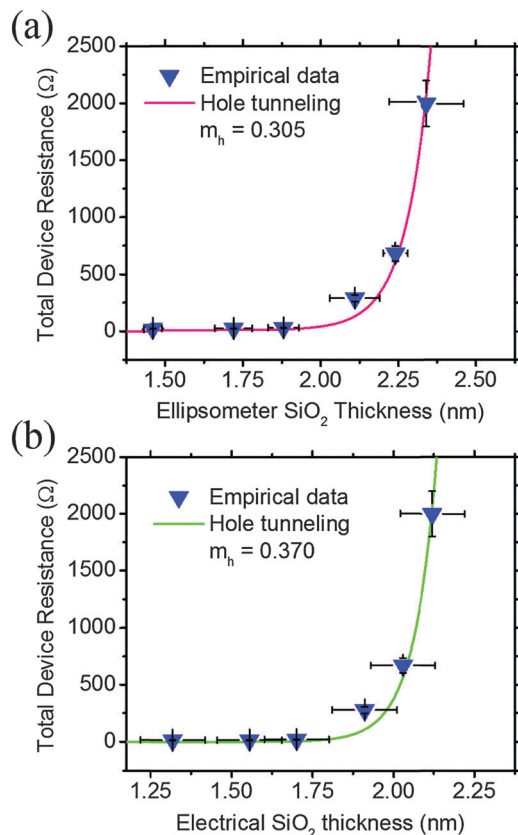 (a)
2500
2000
1500
1000
500
0
Total Device Resistance (Ω)
Empirical data
Hole tunneling
mₕ = 0.305
1.50 1.75 2.00 2.25 2.50
Ellipsometer SiO₂ Thickness (nm)
(b)
2500
2000
1500
1000
500
0
Total Device Resistance (Ω)
Empirical data
Hole tunneling
mₕ = 0.370
1.25 1.50 1.75 2.00 2.25
Electrical SiO₂ thickness (nm)